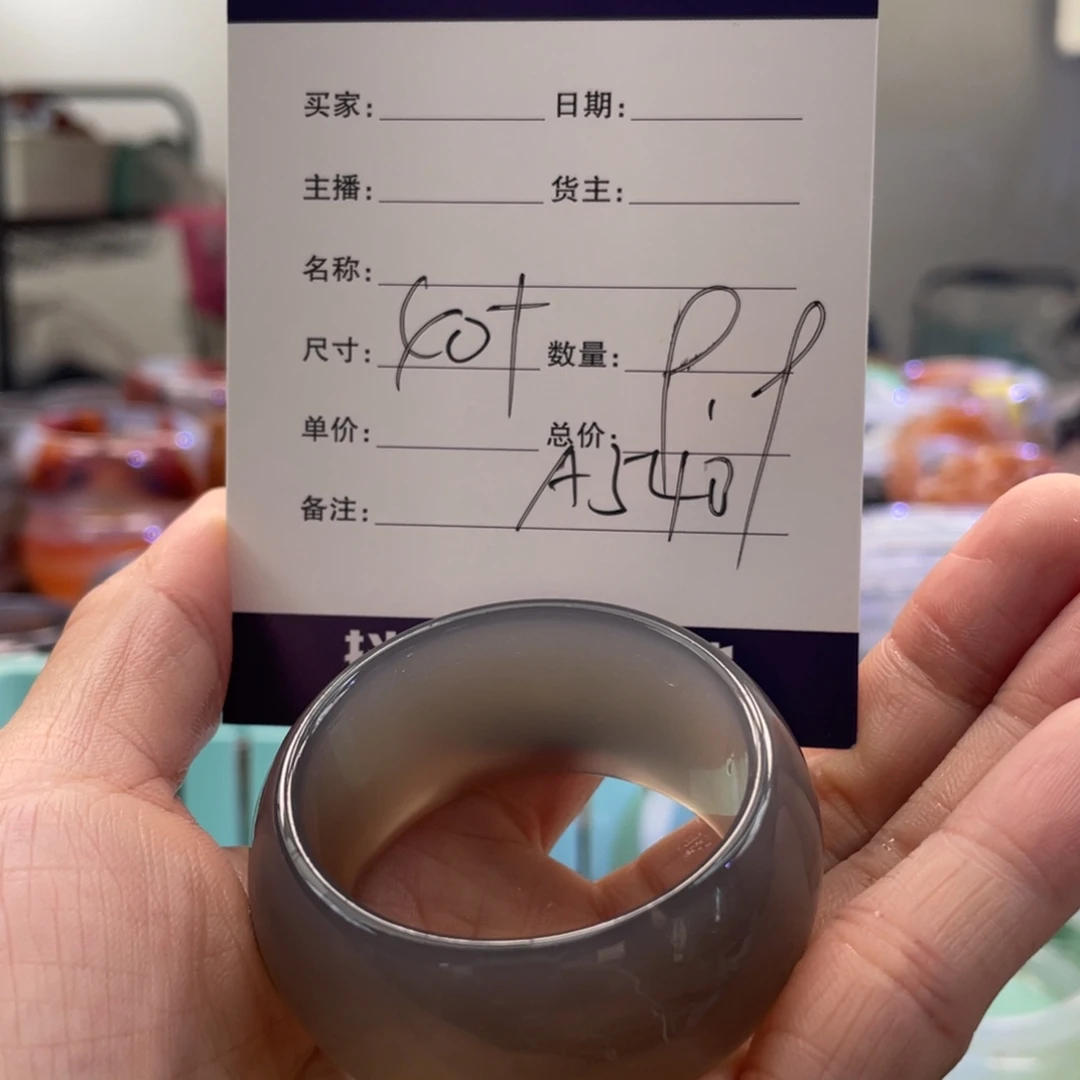 买家: 日期:
主播: 货主:
名称:
尺寸: 60+ 数量:
单价: 总价:
A540
备注: